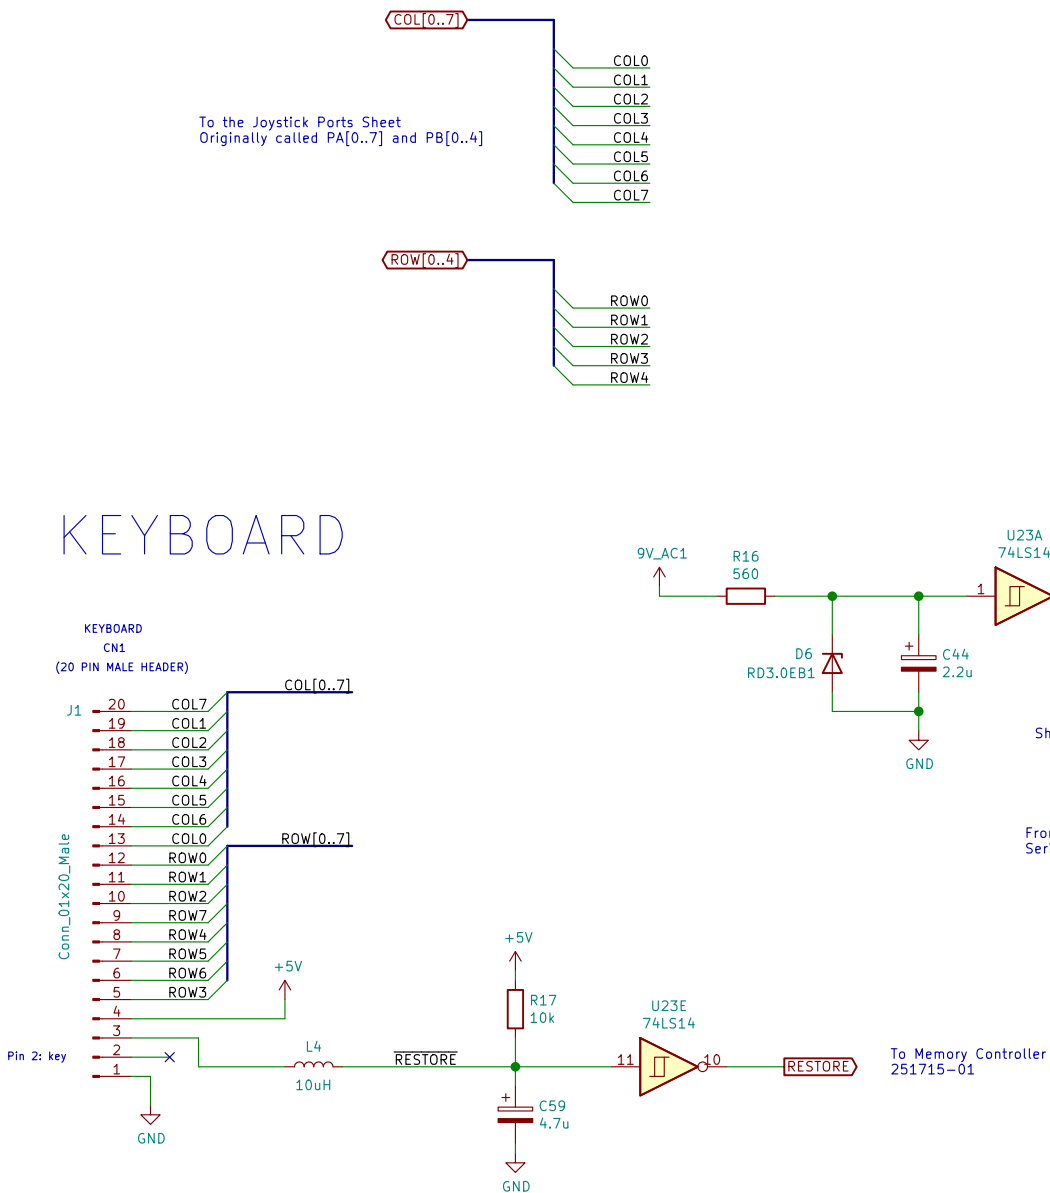 COL[0..7]
COL0
COL1
COL2
COL3
COL4
COL5
COL6
COL7
To the Joystick Ports Sheet
Originally called PA[0..7] and PB[0..4]
ROW[0..4]
ROW0
ROW1
ROW2
ROW3
ROW4
KEYBOARD
9V_AC1
R16
560
U23A
74LS14
1
D6
RD3.0EB1
+
C44
2.2u
GND
Sh
Fro
Ser
KEYBOARD
CN1
(20 PIN MALE HEADER)
COL[0..7]
J1
Conn_01x20_Male
20 COL7
19 COL1
18 COL2
17 COL3
16 COL4
15 COL5
14 COL6
13 COL0
ROW[0..7]
12 ROW0
11 ROW1
10 ROW2
9 ROW7
8 ROW4
7 ROW5
6 ROW6
5 ROW3
4
3
2
1
+5V
Pin 2: key
GND
L4
10uH
RESTORE
+5V
R17
10k
+
C59
4.7u
GND
U23E
74LS14
11
10
RESTORE
To Memory Controller
251715-01